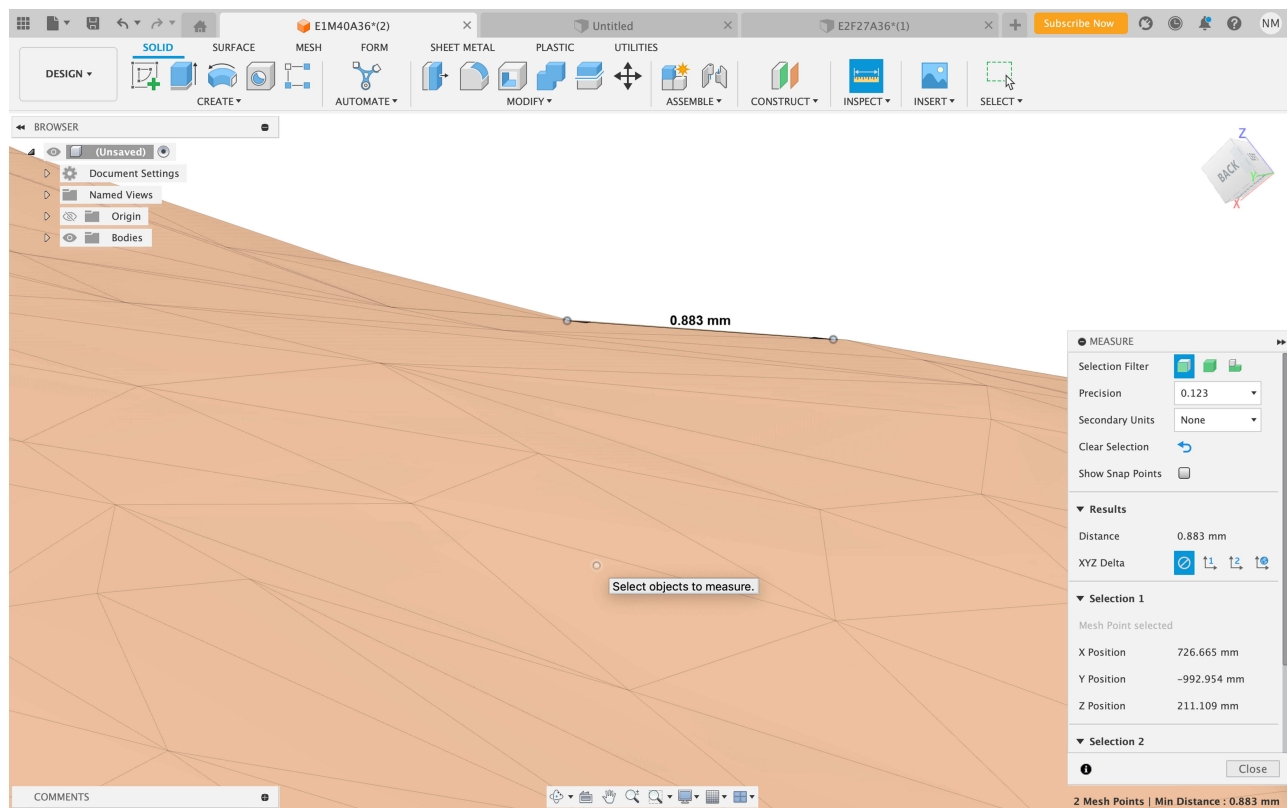 E1M40A36*(2)
Untitled
E2F27A36*(1)
Subscribe Now
NM
SOLID
SURFACE
MESH
FORM
SHEET METAL
PLASTIC
UTILITIES
DESIGN
CREATE
AUTOMATE
MODIFY
ASSEMBLE
CONSTRUCT
INSPECT
INSERT
SELECT
BROWSER
(Unsaved)
Document Settings
Named Views
Origin
Bodies
Z
BACK
Y
X
0.883 mm
Select objects to measure.
MEASURE
Selection Filter
Precision 0.123
Secondary Units None
Clear Selection
Show Snap Points
Results
Distance 0.883 mm
XYZ Delta 1 2
Selection 1
Mesh Point selected
X Position 726.665 mm
Y Position -992.954 mm
Z Position 211.109 mm
Selection 2
Close
COMMENTS
2 Mesh Points | Min Distance : 0.883 mm